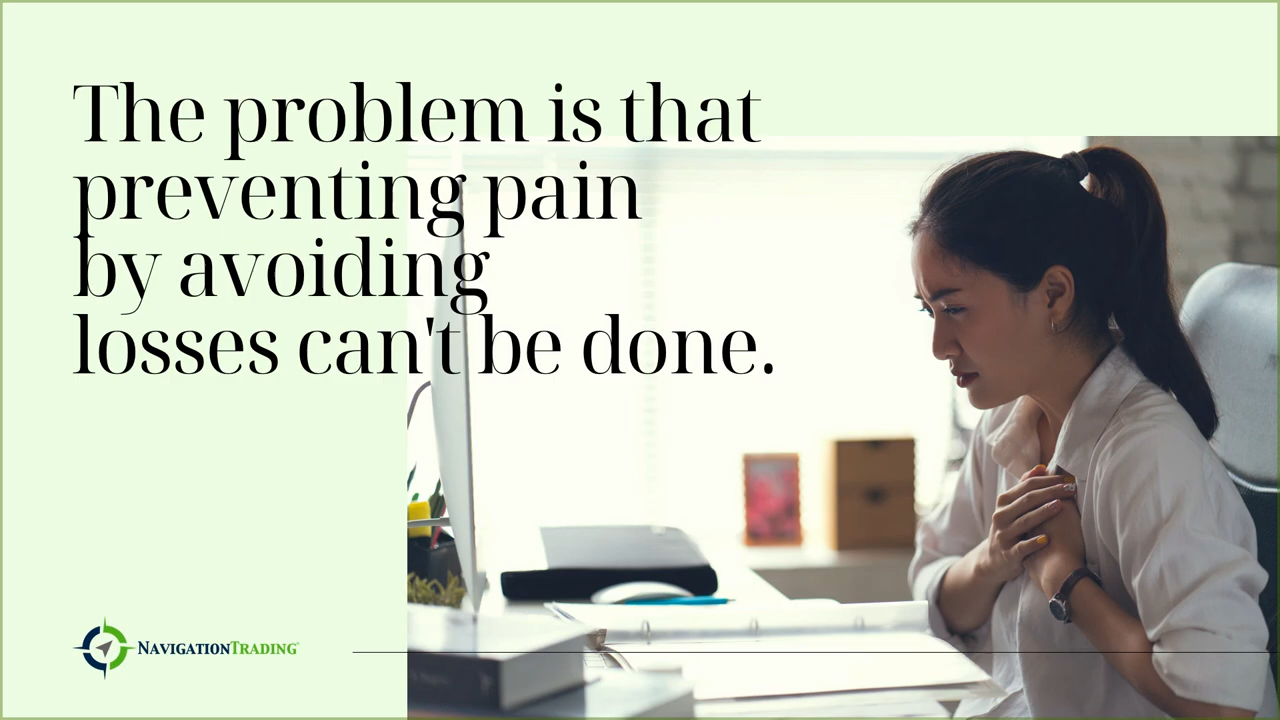 The problem is that
preventing pain
by avoiding
losses can't be done.
NAVIGATIONTRADING